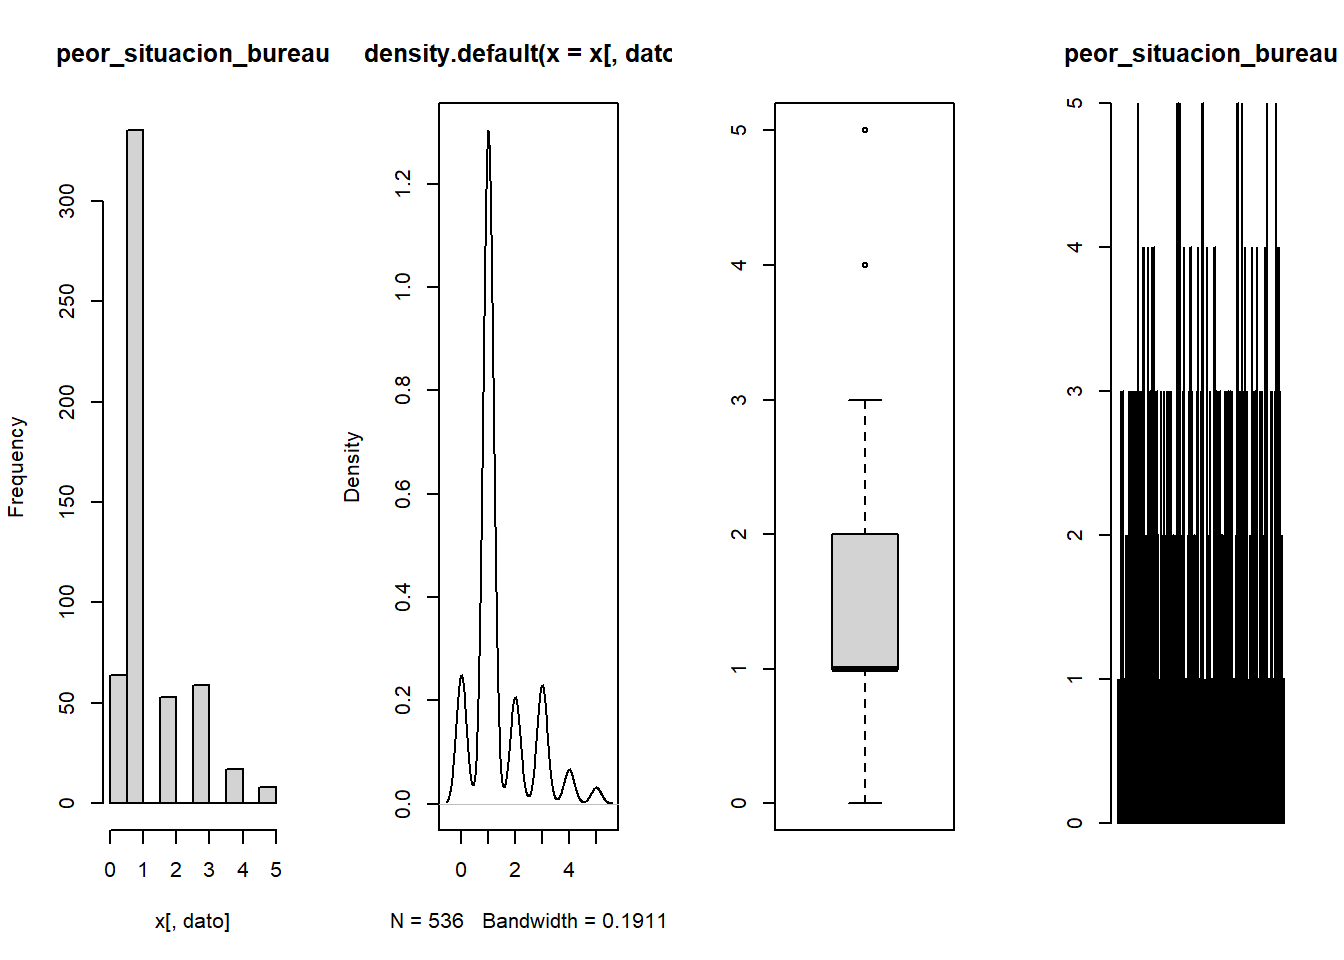 peor_situacion_bureau
Frequency
0 50 100 150 200 250 300
0 1 2 3 4 5
x[, dato]
density.default(x = x[, dato
Density
0.0 0.2 0.4 0.6 0.8 1.0 1.2
0 2 4
N = 536 Bandwidth = 0.1911
0 1 2 3 4 5
peor_situacion_bureau
0 1 2 3 4 5